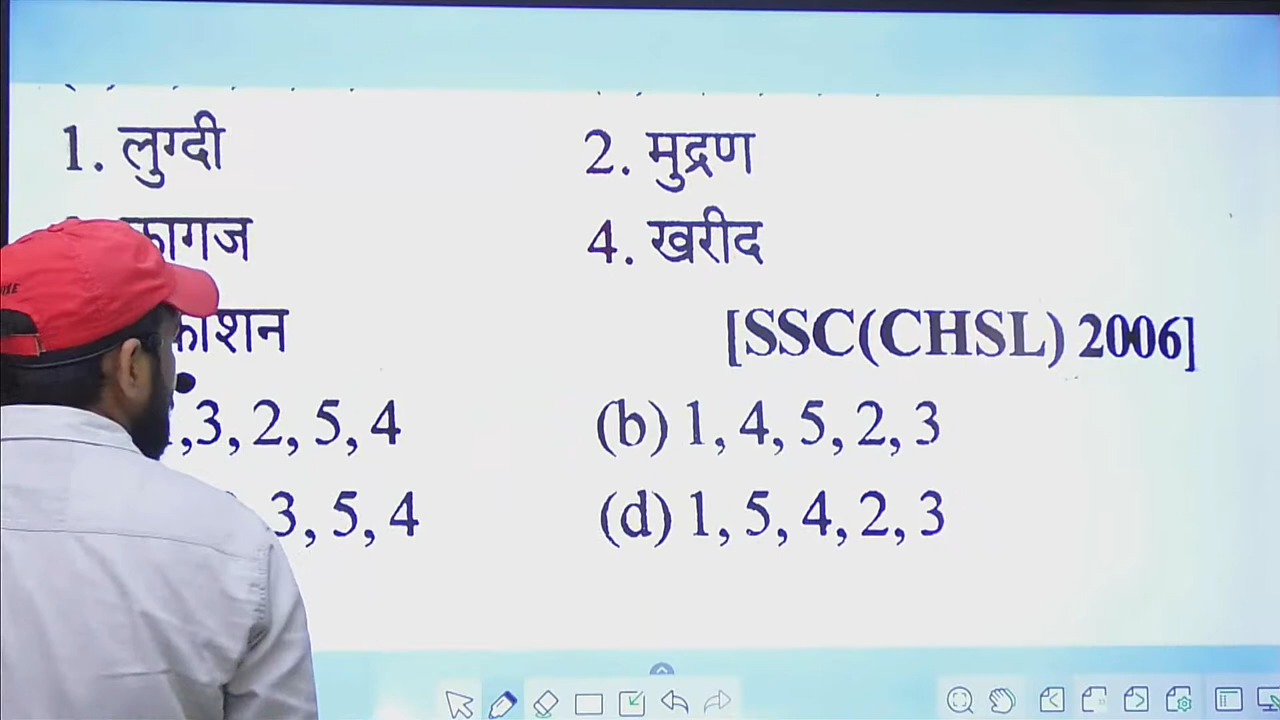 1. लुग्दी 2. मुद्रण
कागज 4. खरीद
[SSC(CHSL) 2006]
,3, 2, 5, 4 (b) 1, 4, 5, 2, 3
3, 5, 4 (d) 1, 5, 4, 2, 3